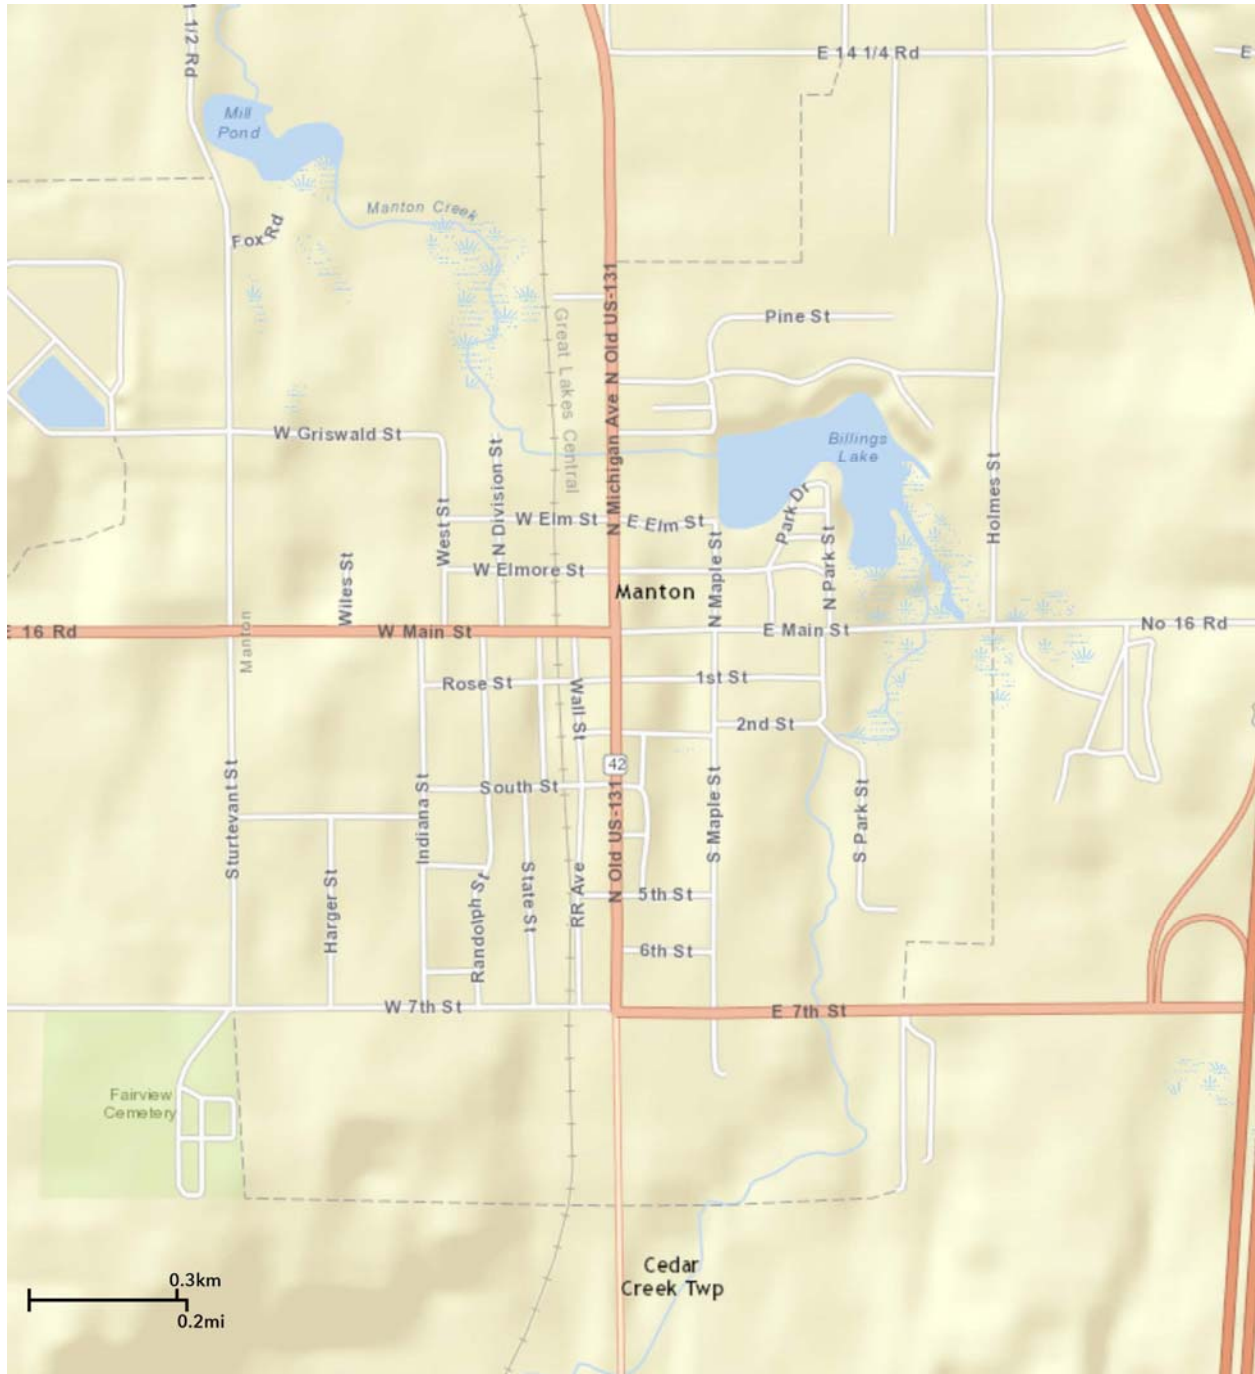 1 1/2 Rd
E 14 1/4 Rd
E
Mill
Pond
Manton Creek
Fox Rd
N Michigan Ave N Old US-131
Great Lakes Central
Pine St
W Griswald St
N Division St
Billings
Lake
Holmes St
West St
W Elm St
E Elm St
Park Dr
N Maple St
N Park St
Wiles St
W Elmore St
Manton
E 16 Rd
W Main St
E Main St
No 16 Rd
Manton
Rose St
1st St
Wall St
2nd St
42
Sturtevant St
Indiana St
South St
N Old US-131
S Maple St
S Park St
Harger St
Randolph St
State St
RR Ave
5th St
6th St
W 7th St
E 7th St
Fairview
Cemetery
Cedar
Creek Twp
0.3km
0.2mi